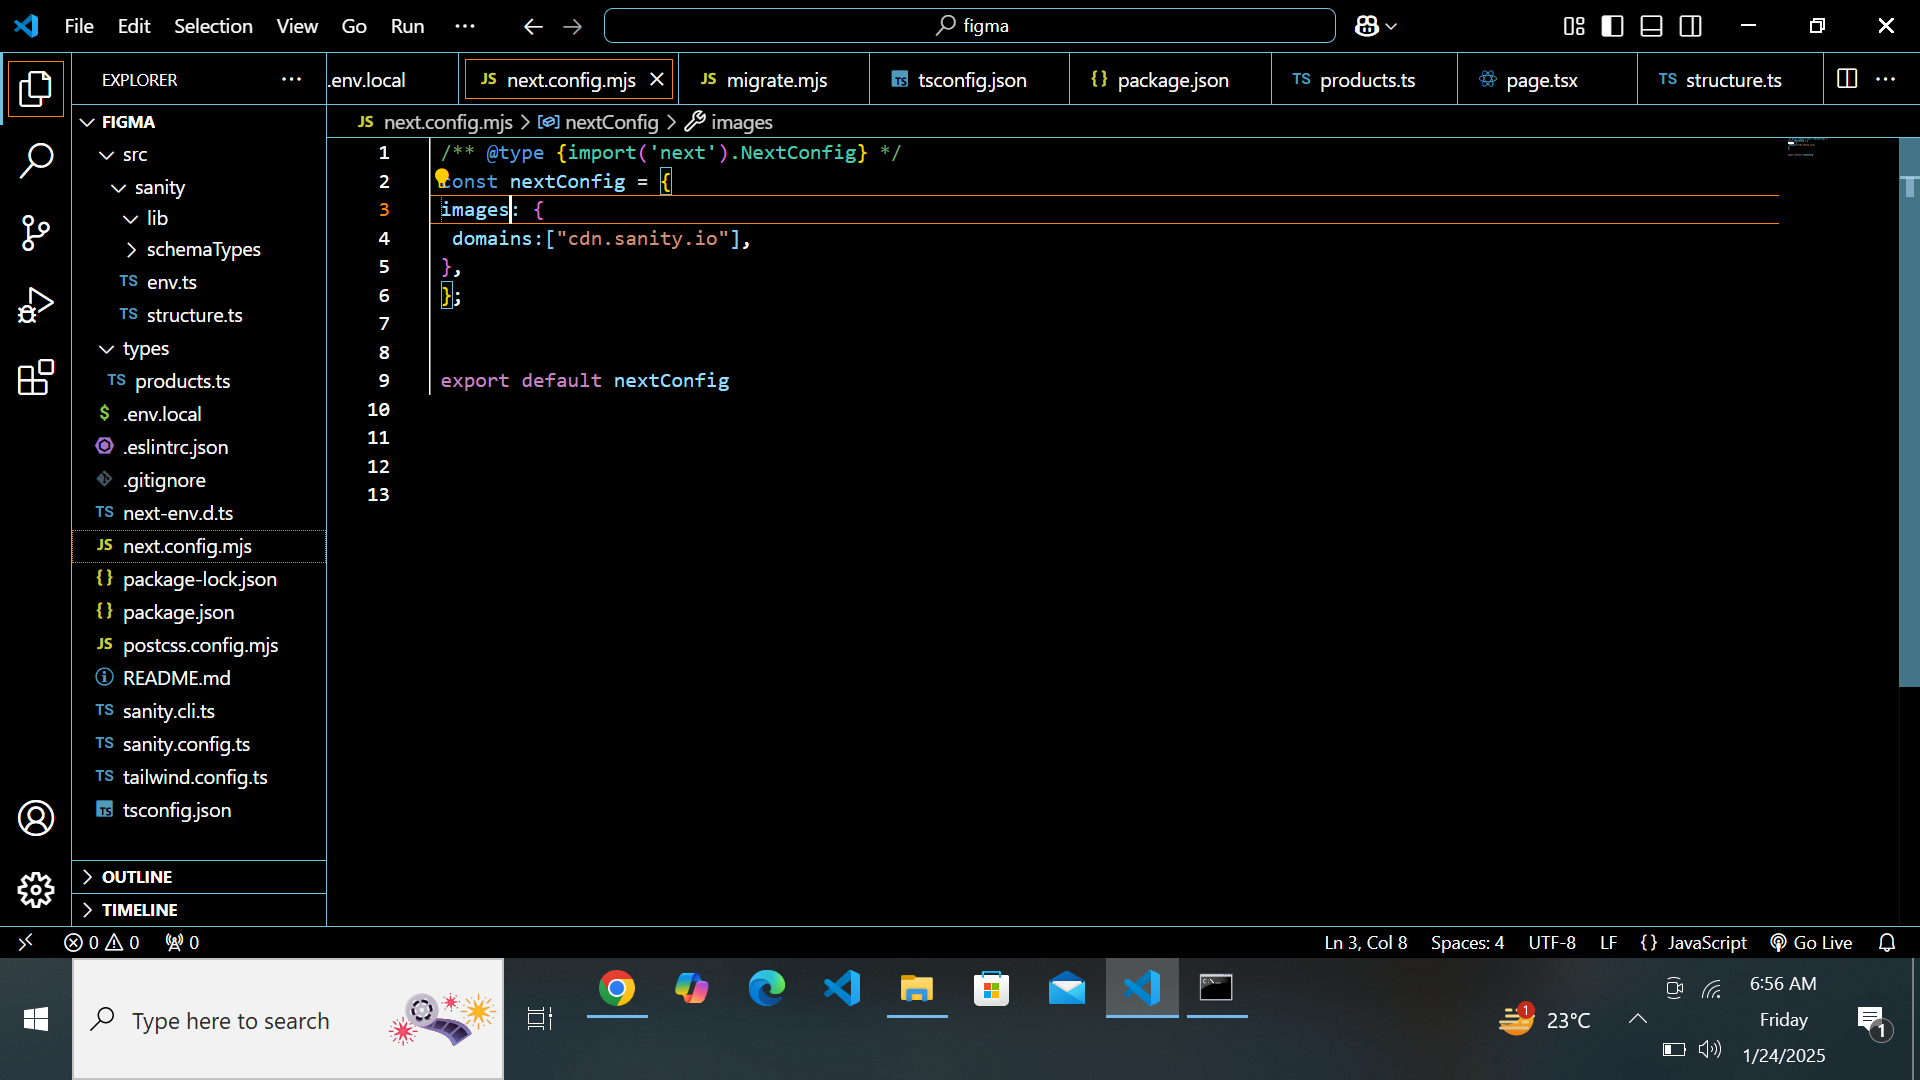 File Edit Selection View Go Run
figma
EXPLORER
.env.local
JS next.config.mjs
JS migrate.mjs
TS tsconfig.json
{} package.json
TS products.ts
page.tsx
TS structure.ts
FIGMA
src
sanity
lib
schemaTypes
TS env.ts
TS structure.ts
types
TS products.ts
$ .env.local
.eslintrc.json
.gitignore
TS next-env.d.ts
JS next.config.mjs
{} package-lock.json
{} package.json
JS postcss.config.mjs
README.md
TS sanity.cli.ts
TS sanity.config.ts
TS tailwind.config.ts
TS tsconfig.json
OUTLINE
TIMELINE
JS next.config.mjs > nextConfig > images
1 /** @type {import('next').NextConfig} */
2 const nextConfig = {
3 images: {
4 domains:["cdn.sanity.io"],
5 },
6 };
7
8
9 export default nextConfig
10
11
12
13
0 0 0
Ln 3, Col 8 Spaces: 4 UTF-8 LF {} JavaScript Go Live
Type here to search
1
23°C
6:56 AM
Friday
1/24/2025
1